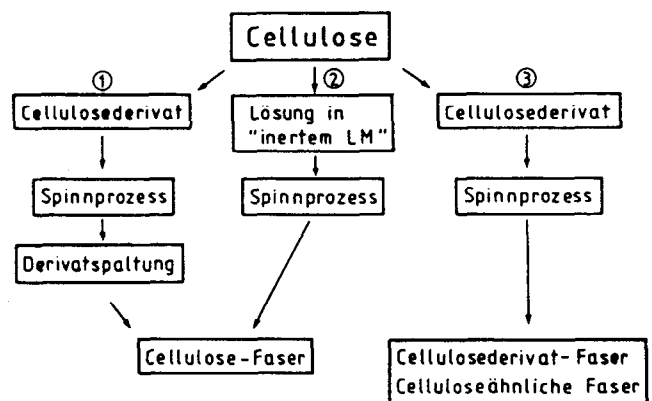 Cellulose
①
②
③
Cellulosederivat
Lösung in
"inertem LM"
Cellulosederivat
Spinnprozess
Spinnprozess
Spinnprozess
Derivatspaltung
Cellulose-Faser
Cellulosederivat-Faser
Celluloseähnliche Faser